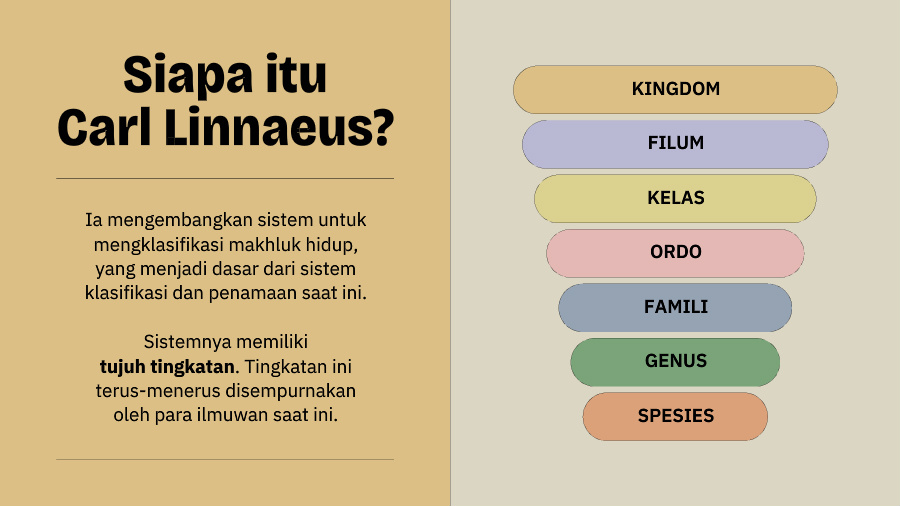 Siapa itu
Carl Linnaeus?
Ia mengembangkan sistem untuk
mengklasifikasi makhluk hidup,
yang menjadi dasar dari sistem
klasifikasi dan penamaan saat ini.
Sistemnya memiliki
tujuh tingkatan. Tingkatan ini
terus-menerus disempurnakan
oleh para ilmuwan saat ini.
KINGDOM
FILUM
KELAS
ORDO
FAMILI
GENUS
SPESIES